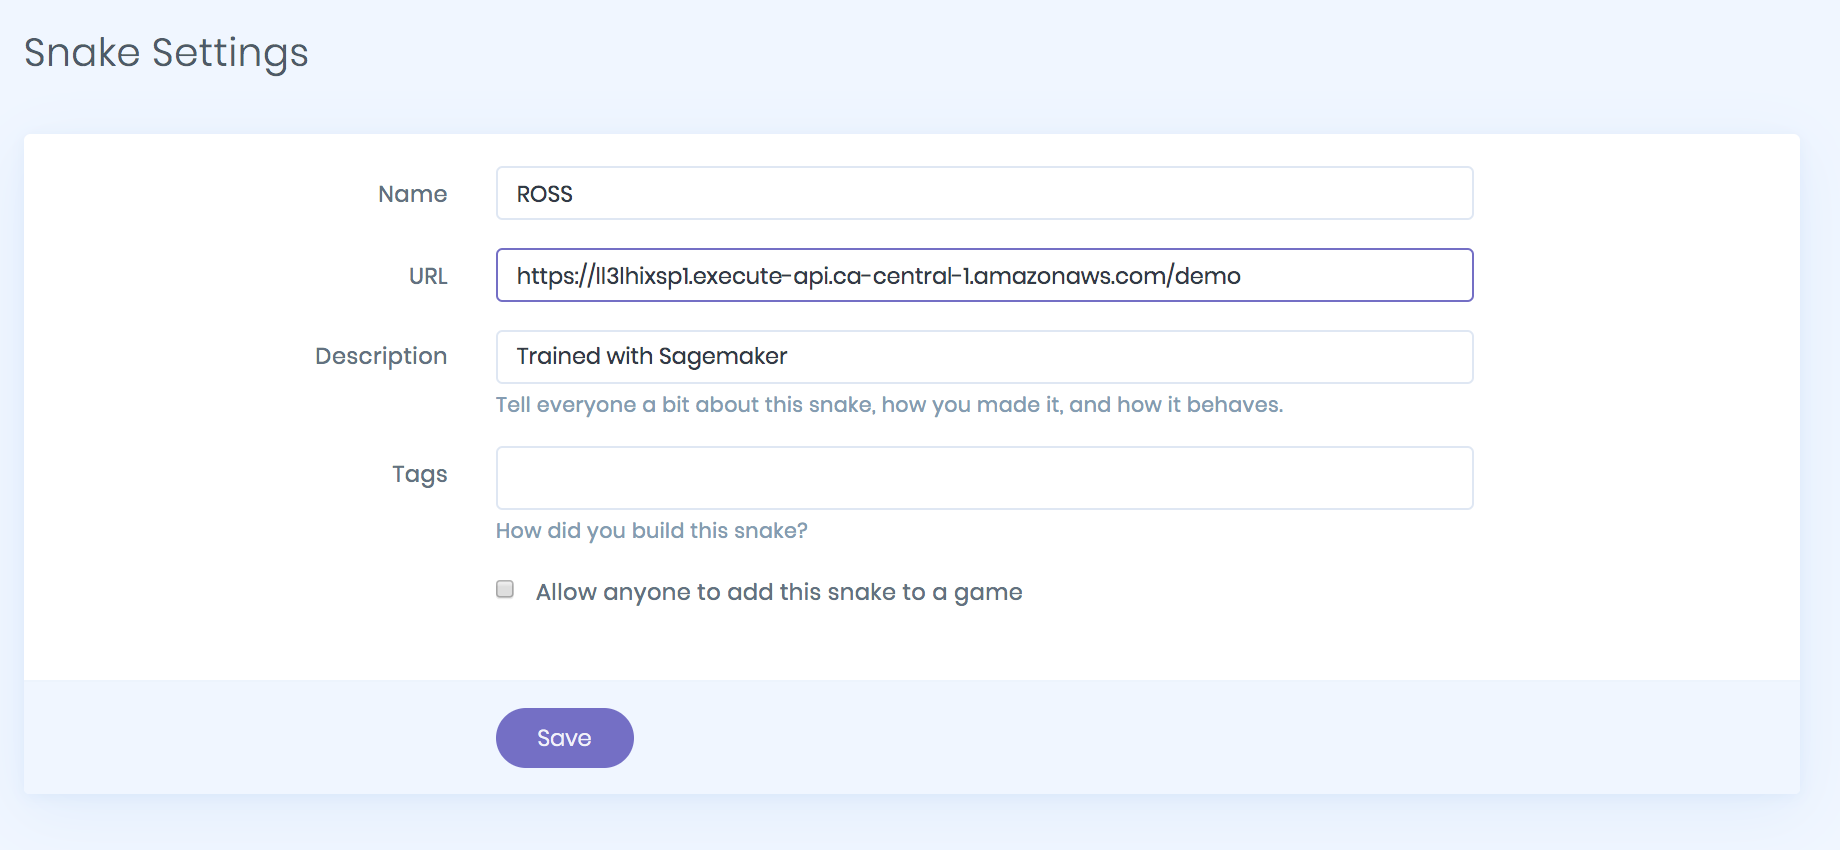 Snake Settings
Name
ROSS
URL
https://ll3lhixsp1.execute-api.ca-central-1.amazonaws.com/demo
Description
Trained with Sagemaker
Tell everyone a bit about this snake, how you made it, and how it behaves.
Tags
How did you build this snake?
Allow anyone to add this snake to a game
Save